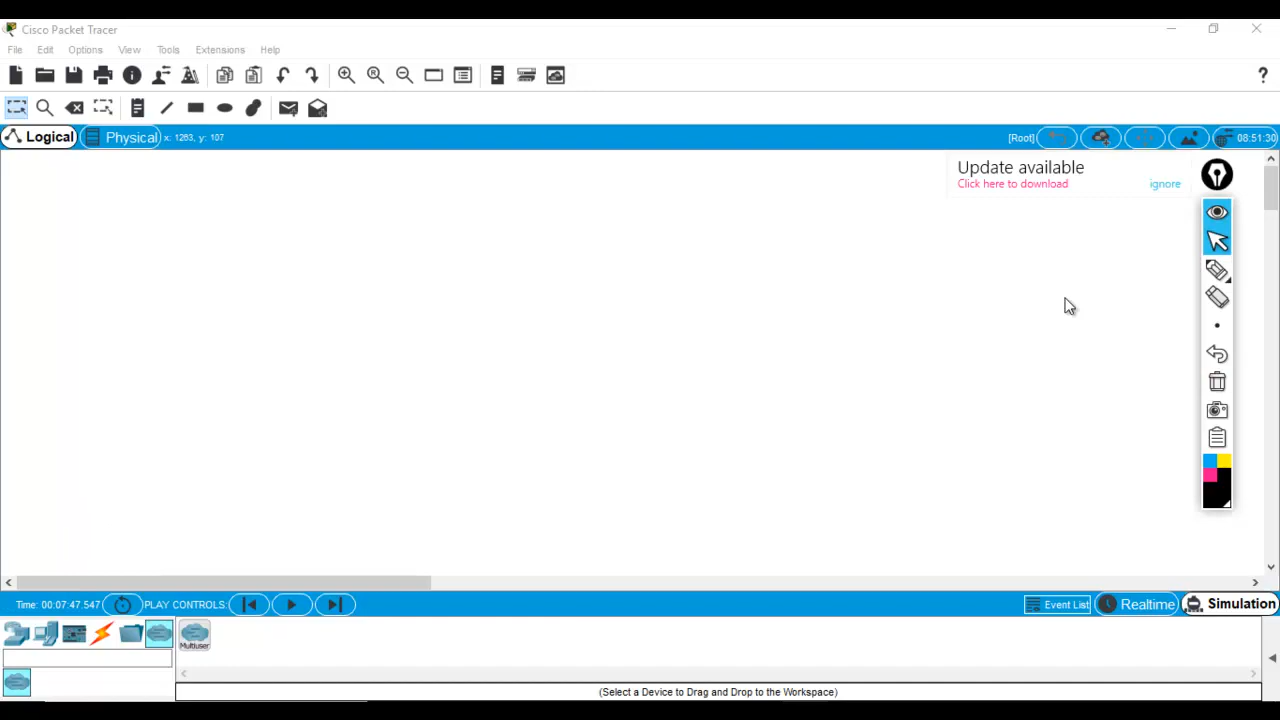 Cisco Packet Tracer
File Edit Options View Tools Extensions Help
?
Logical Physical x: 1263, y: 107 [Root] 08:51:30
Update available
Click here to download ignore
Time: 00:07:47.547 PLAY CONTROLS: Event List Realtime Simulation
Multiuser
(Select a Device to Drag and Drop to the Workspace)